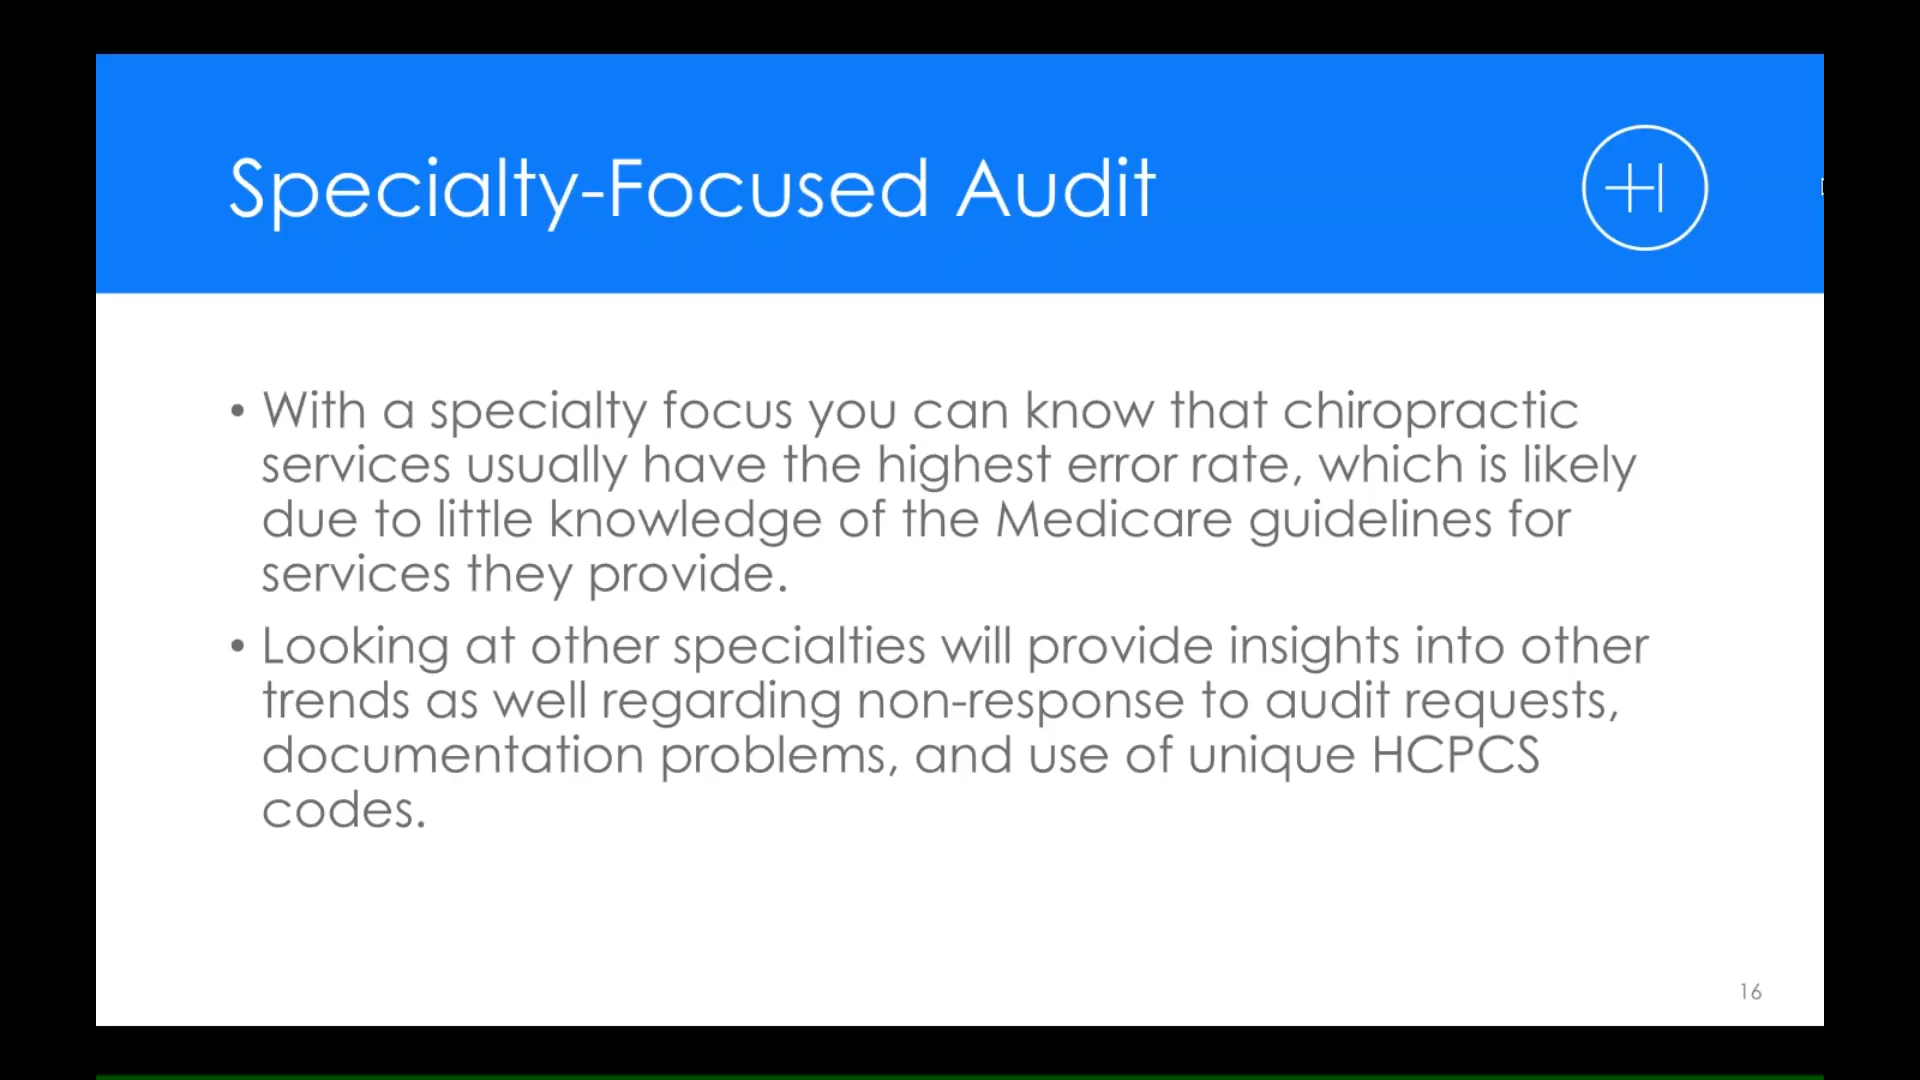 Specialty-Focused Audit
• With a specialty focus you can know that chiropractic
services usually have the highest error rate, which is likely
due to little knowledge of the Medicare guidelines for
services they provide.
• Looking at other specialties will provide insights into other
trends as well regarding non-response to audit requests,
documentation problems, and use of unique HCPCS
codes.
16